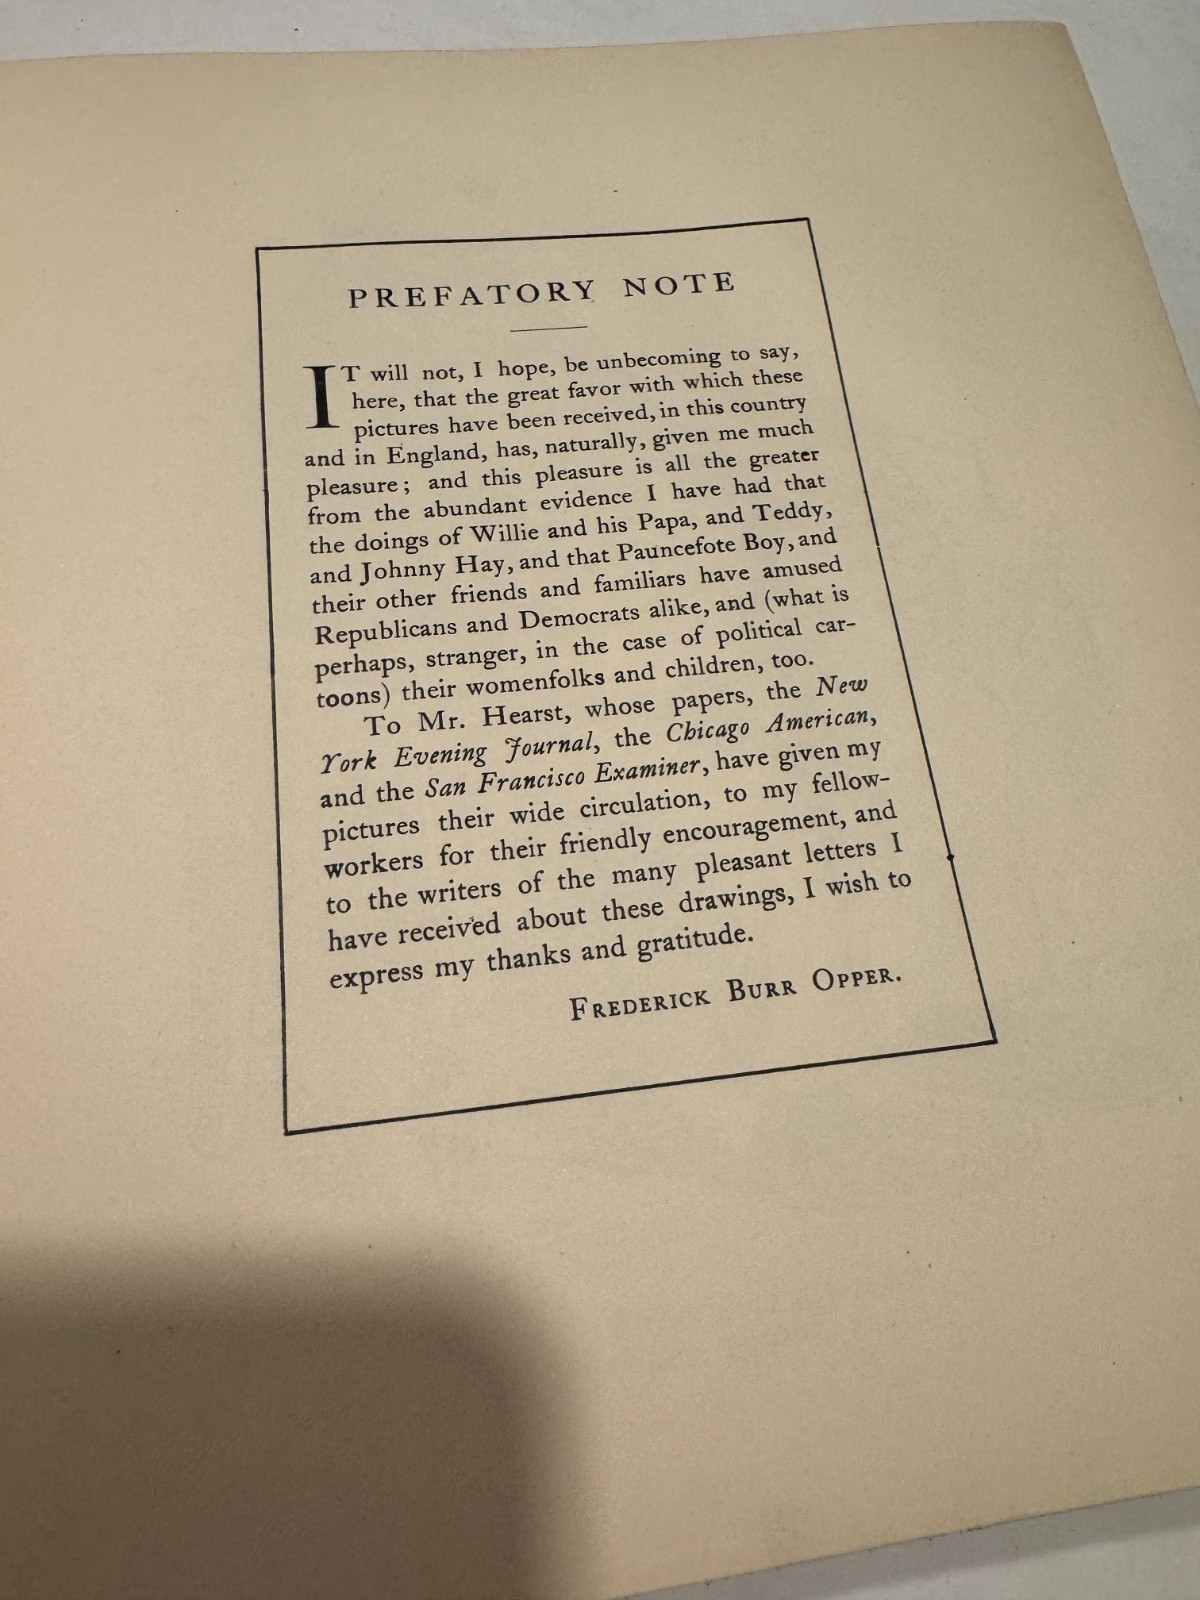 PREFATORY NOTE
IT will not, I hope, be unbecoming to say,
here, that the great favor with which these
pictures have been received, in this country
and in England, has, naturally, given me much
pleasure; and this pleasure is all the greater
from the abundant evidence I have had that
the doings of Willie and his Papa, and Teddy,
and Johnny Hay, and that Pauncefote Boy, and
their other friends and familiars have amused
Republicans and Democrats alike, and (what is
perhaps, stranger, in the case of political car-
toons) their womenfolks and children, too.
To Mr. Hearst, whose papers, the New
York Evening Journal, the Chicago American,
and the San Francisco Examiner, have given my
pictures their wide circulation, to my fellow-
workers for their friendly encouragement, and
to the writers of the many pleasant letters I
have received about these drawings, I wish to
express my thanks and gratitude.
FREDERICK BURR OPPER.